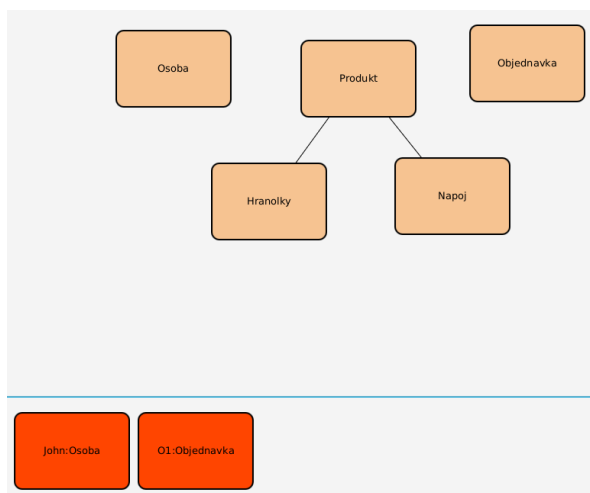 Osoba
Produkt
Objednavka
Hranolky
Napoj
John:Osoba
O1:Objednavka